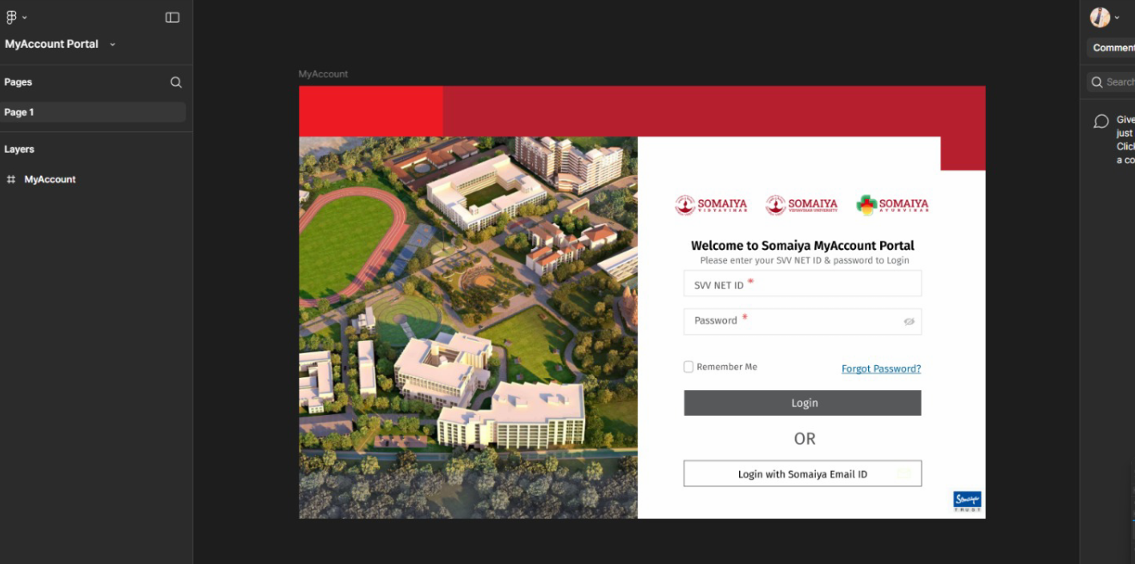 MyAccount Portal
Pages
Page 1
Layers
MyAccount
MyAccount
SOMAIYA
VIDYAVIHAR
SOMAIYA
VIDYAVIHAR UNIVERSITY
SOMAIYA
AYURVIHAR
Welcome to Somaiya MyAccount Portal
Please enter your SVV NET ID & password to Login
SVV NET ID *
Password *
Remember Me
Forgot Password?
Login
OR
Login with Somaiya Email ID
Somaiya
TRUST
Comment
Search
Give
just
Click
a co